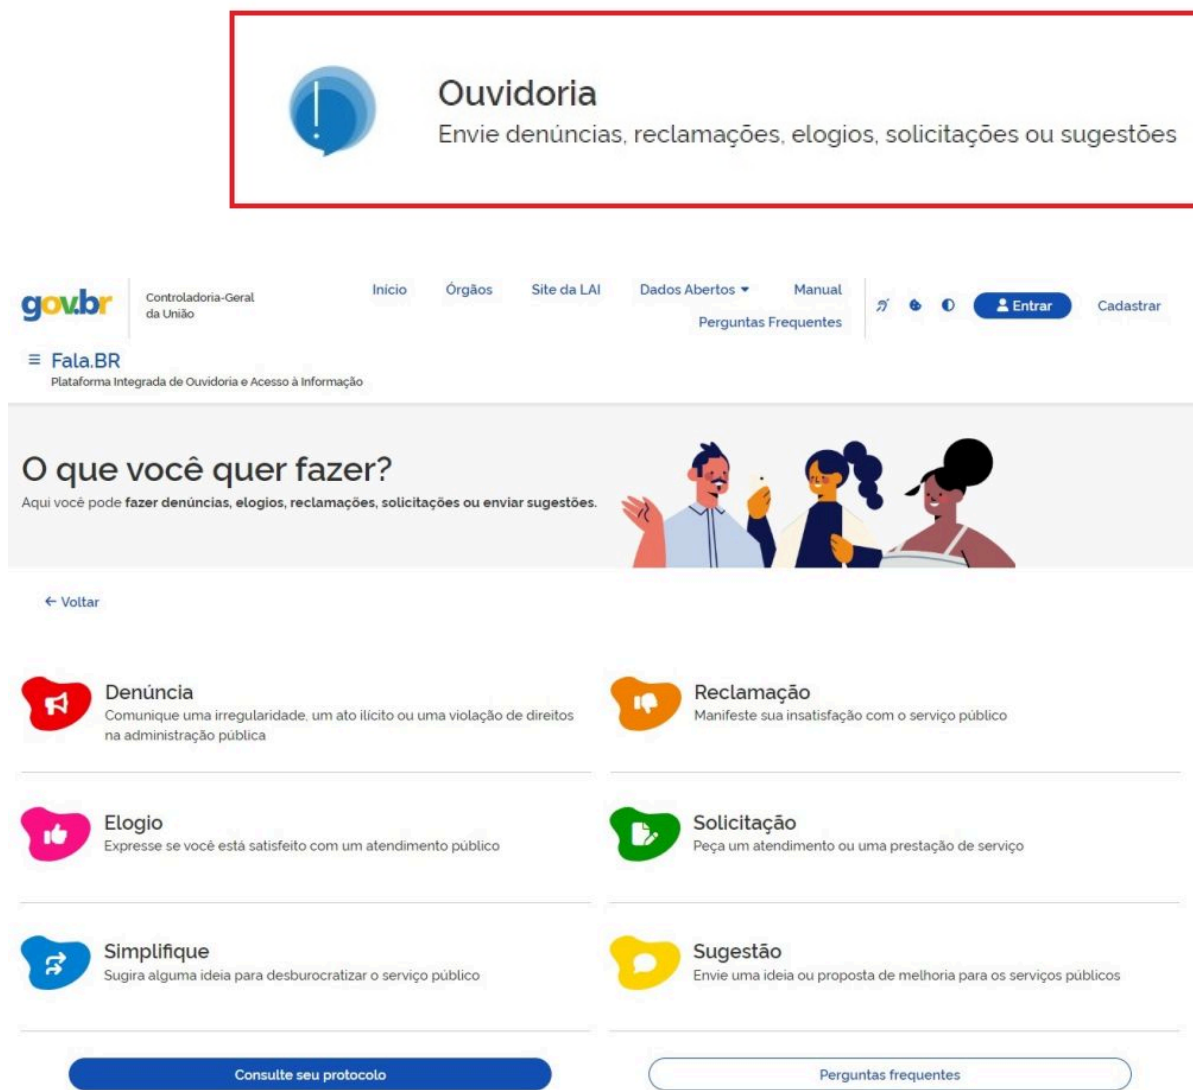 Ouvidoria
Envie denúncias, reclamações, elogios, solicitações ou sugestões
gov.br
Controladoria-Geral
da União
Início Órgãos Site da LAI Dados Abertos Manual
Perguntas Frequentes
Entrar
Cadastrar
Fala.BR
Plataforma Integrada de Ouvidoria e Acesso à Informação
O que você quer fazer?
Aqui você pode fazer denúncias, elogios, reclamações, solicitações ou enviar sugestões.
← Voltar
Denúncia
Comunique uma irregularidade, um ato ilícito ou uma violação de direitos
na administração pública
Reclamação
Manifeste sua insatisfação com o serviço público
Elogio
Expresse se você está satisfeito com um atendimento público
Solicitação
Peça um atendimento ou uma prestação de serviço
Simplifique
Sugira alguma ideia para desburocratizar o serviço público
Sugestão
Envie uma ideia ou proposta de melhoria para os serviços públicos
Consulte seu protocolo
Perguntas frequentes